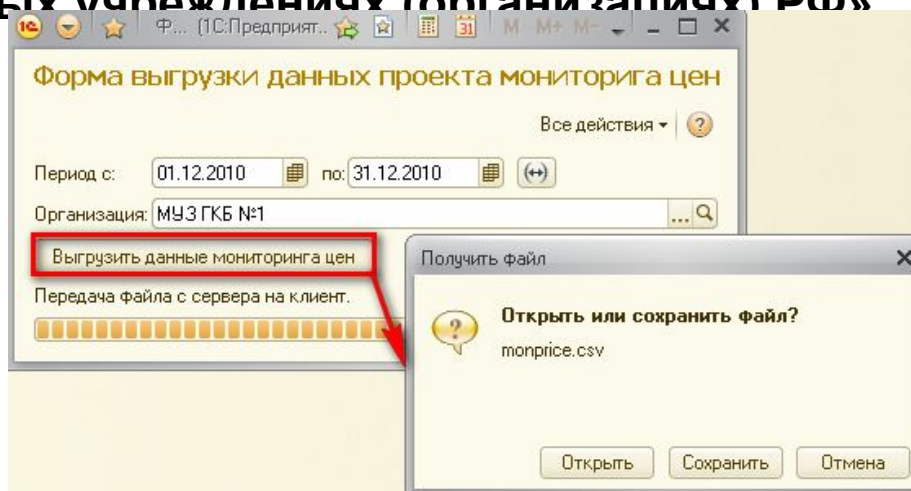 ых учреждениях (организациях) РФ»
Ф... (1С:Предприят.. M M+ M-
Форма выгрузки данных проекта мониторига цен
Все действия
Период с: 01.12.2010 по: 31.12.2010
Организация: МУЗ ГКБ №1
Выгрузить данные мониторинга цен
Передача файла с сервера на клиент.
Получить файл
Открыть или сохранить файл?
monprice.csv
Открыть Сохранить Отмена